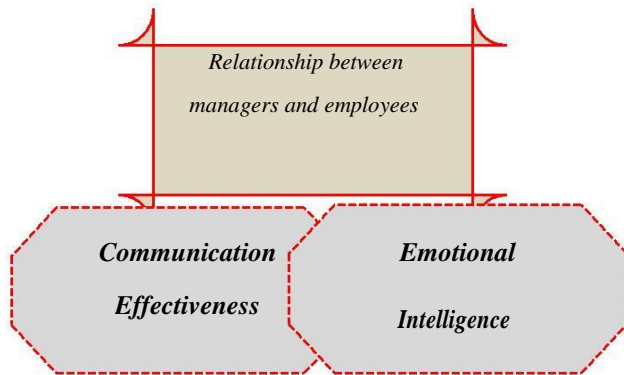 Relationship between
managers and employees
Communication
Effectiveness
Emotional
Intelligence